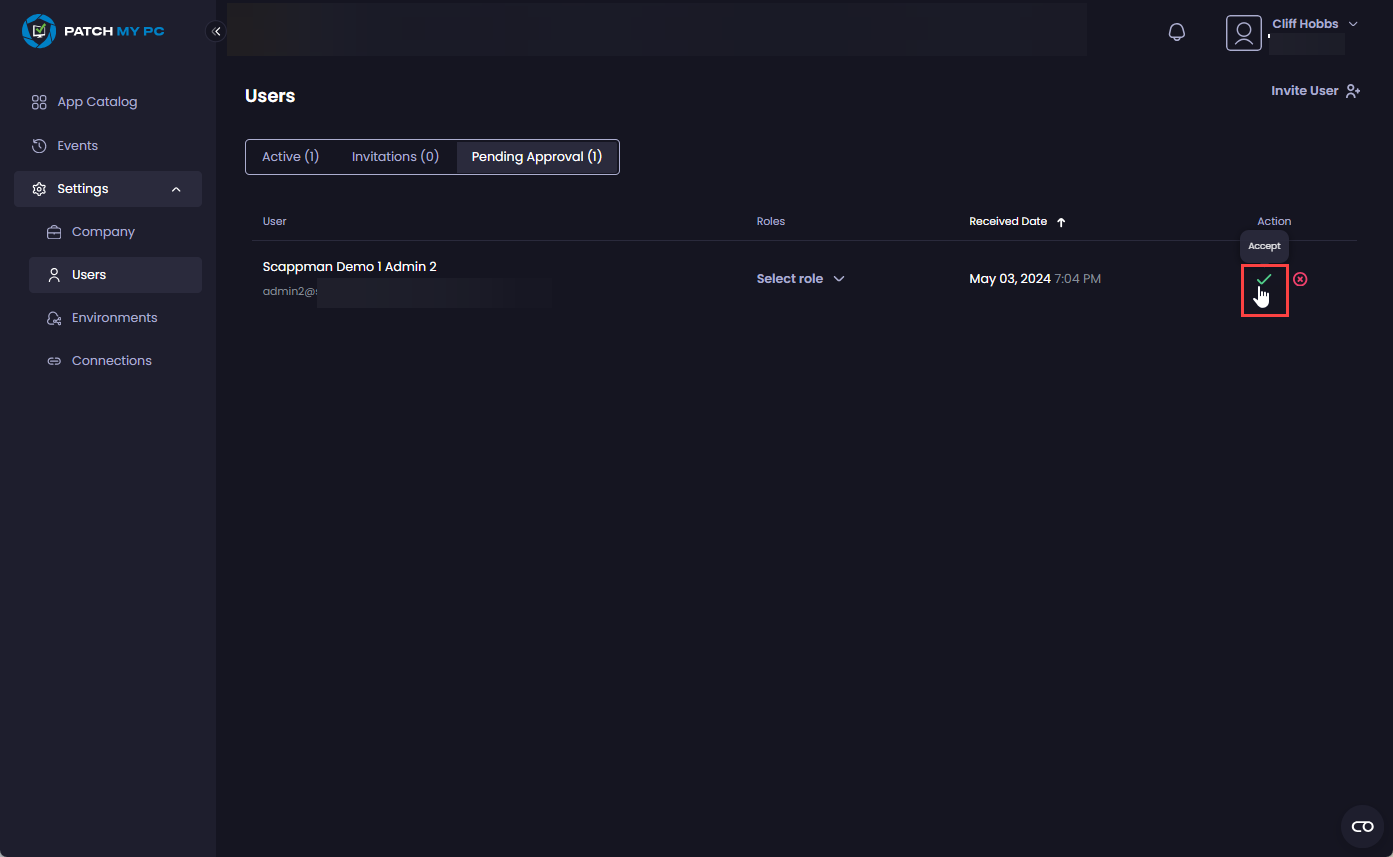 PATCH MY PC
Cliff Hobbs
App Catalog
Events
Settings
Company
Users
Environments
Connections
Users
Invite User
Active (1) Invitations (0) Pending Approval (1)
User Roles Received Date Action
Accept
Scappman Demo 1 Admin 2
admin2@
Select role
May 03, 2024 7:04 PM